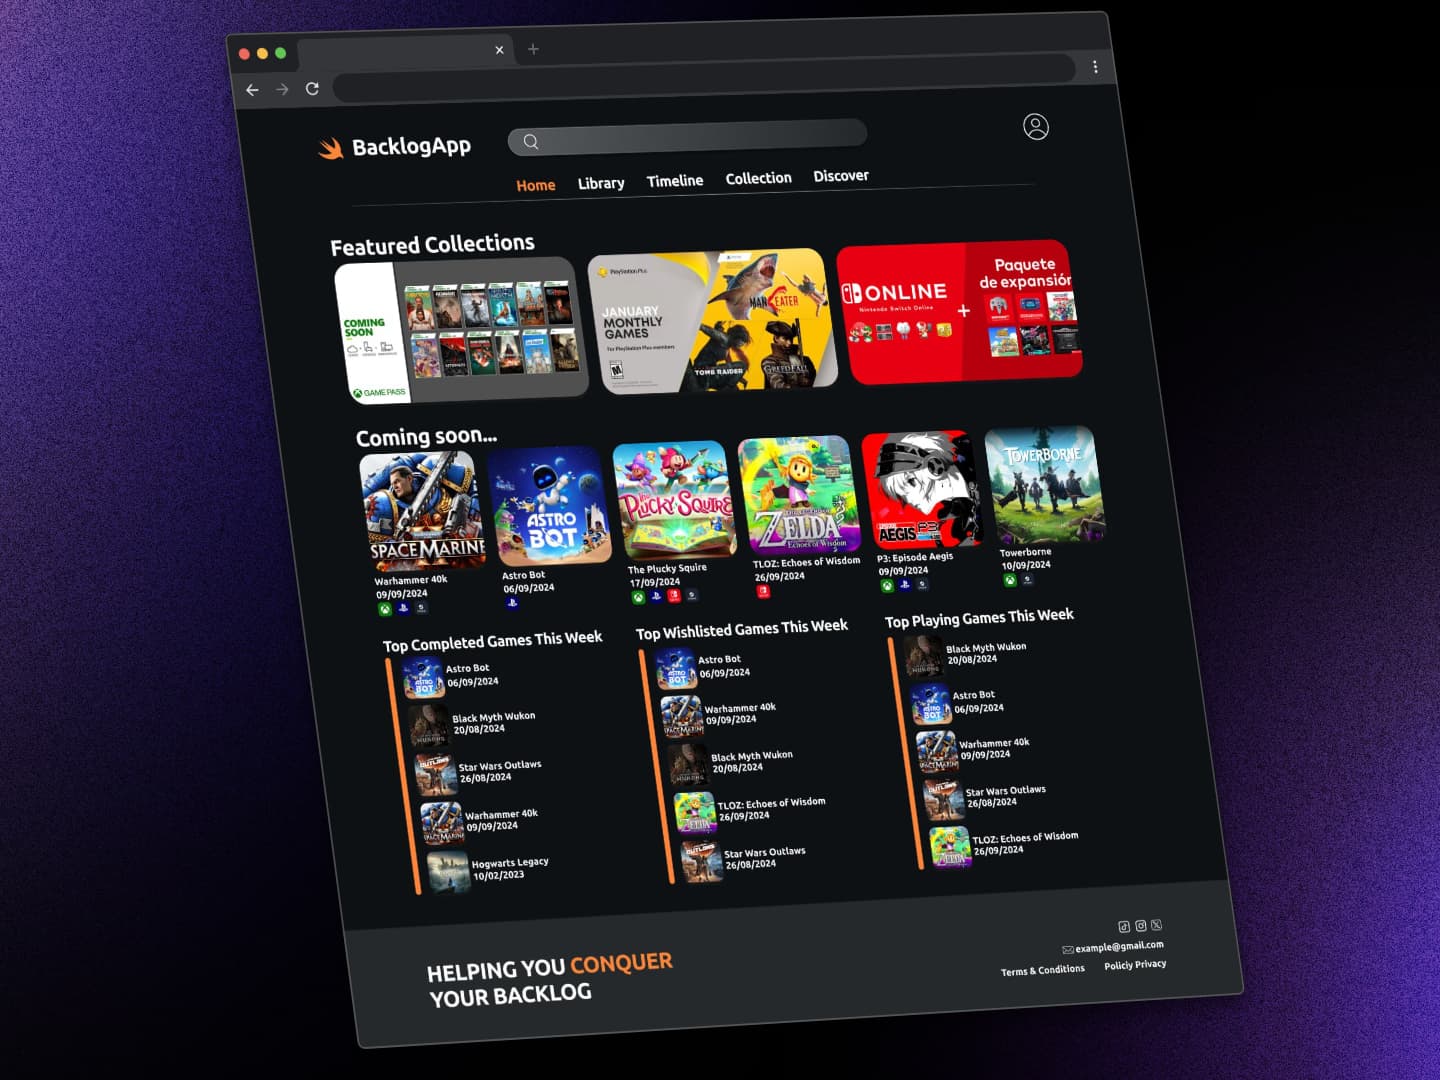 BacklogApp
Home Library Timeline Collection Discover
Featured Collections
COMING
SOON
GAME PASS
PlayStation Plus
JANUARY
MONTHLY
GAMES
For PlayStation Plus members
MANEATER
TOMB RAIDER
GREEDFALL
ONLINE
Nintendo Switch Online
+
Paquete
de expansión
Coming soon...
SPACE MARINE
ASTRO
BOT
THE PLUCKY SQUIRE
THE LEGEND OF
ZELDA
Echoes of Wisdom
EPISODE
AEGIS P3
TOWERBORNE
Warhammer 40k
09/09/2024
Astro Bot
06/09/2024
The Plucky Squire
17/09/2024
TLOZ: Echoes of Wisdom
26/09/2024
P3: Episode Aegis
09/09/2024
Towerborne
10/09/2024
Top Completed Games This Week
Astro Bot
06/09/2024
Black Myth Wukon
20/08/2024
Star Wars Outlaws
26/08/2024
Warhammer 40k
09/09/2024
Hogwarts Legacy
10/02/2023
Top Wishlisted Games This Week
Astro Bot
06/09/2024
Warhammer 40k
09/09/2024
Black Myth Wukon
20/08/2024
TLOZ: Echoes of Wisdom
26/09/2024
Star Wars Outlaws
26/08/2024
Top Playing Games This Week
Black Myth Wukon
20/08/2024
Astro Bot
06/09/2024
Warhammer 40k
09/09/2024
Star Wars Outlaws
26/08/2024
TLOZ: Echoes of Wisdom
26/09/2024
HELPING YOU CONQUER
YOUR BACKLOG
example@gmail.com
Terms & Conditions Policiy Privacy